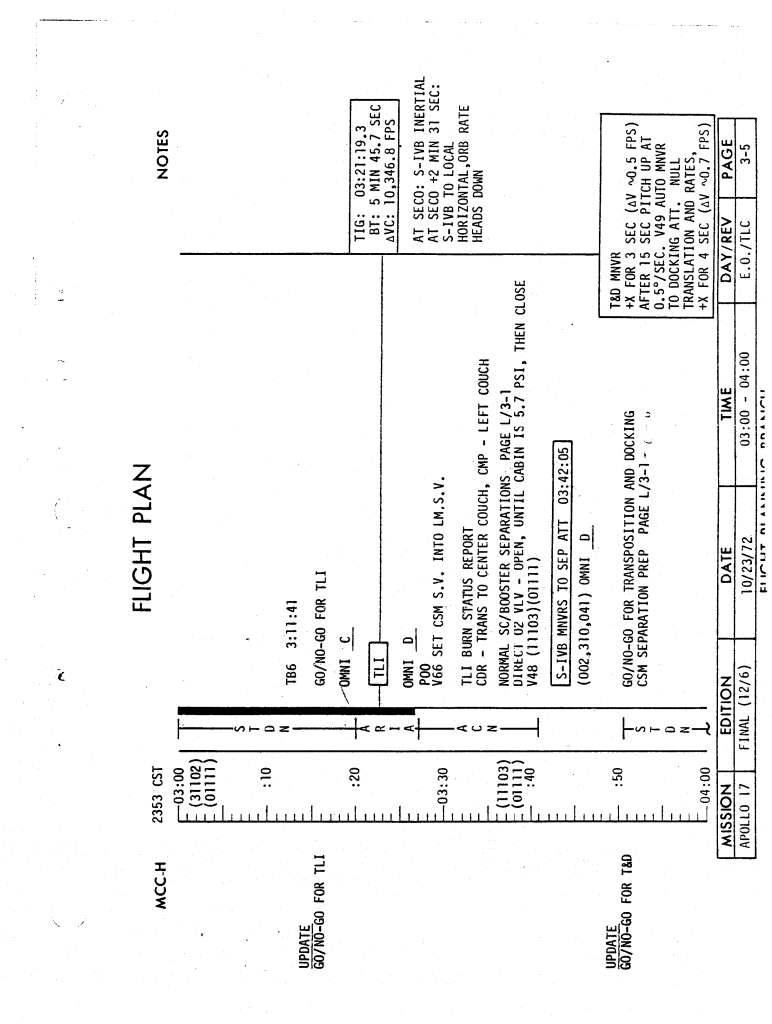 FLIGHT PLAN
MCC-H
2353 CST
NOTES
03:00
(31102)
(01111)
:10
:20
03:30
(11103)
(01111)
:40
:50
04:00
UPDATE
GO/NO-GO FOR TLI
UPDATE
GO/NO-GO FOR T&D
STDN
ARIA
ACN
STDN
TB6 3:11:41
GO/NO-GO FOR TLI
OMNI C
TLI
OMNI D
P00
V66 SET CSM S.V. INTO LM.S.V.
TLI BURN STATUS REPORT
CDR - TRANS TO CENTER COUCH, CMP - LEFT COUCH
NORMAL SC/BOOSTER SEPARATIONS PAGE L/3-1
DIRECT O2 VLV - OPEN, UNTIL CABIN IS 5.7 PSI, THEN CLOSE
V48 (11103)(01111)
S-IVB MNVRS TO SEP ATT 03:42:05
(002,310,041) OMNI D
GO/NO-GO FOR TRANSPOSITION AND DOCKING
CSM SEPARATION PREP PAGE L/3-1
TIG: 03:21:19.3
BT: 5 MIN 45.7 SEC
ΔVC: 10,346.8 FPS
AT SECO: S-IVB INERTIAL
AT SECO +2 MIN 31 SEC:
S-IVB TO LOCAL
HORIZONTAL,ORB RATE
HEADS DOWN
T&D MNVR
+X FOR 3 SEC (ΔV ~0.5 FPS)
AFTER 15 SEC PITCH UP AT
0.5°/SEC. V49 AUTO MNVR
TO DOCKING ATT. NULL
TRANSLATION AND RATES,
+X FOR 4 SEC (ΔV ~0.7 FPS)
MISSION EDITION DATE TIME DAY/REV PAGE
APOLLO 17 FINAL (12/6) 10/23/72 03:00 - 04:00 E.O./TLC 3-5
FLIGHT PLANNING BRANCH